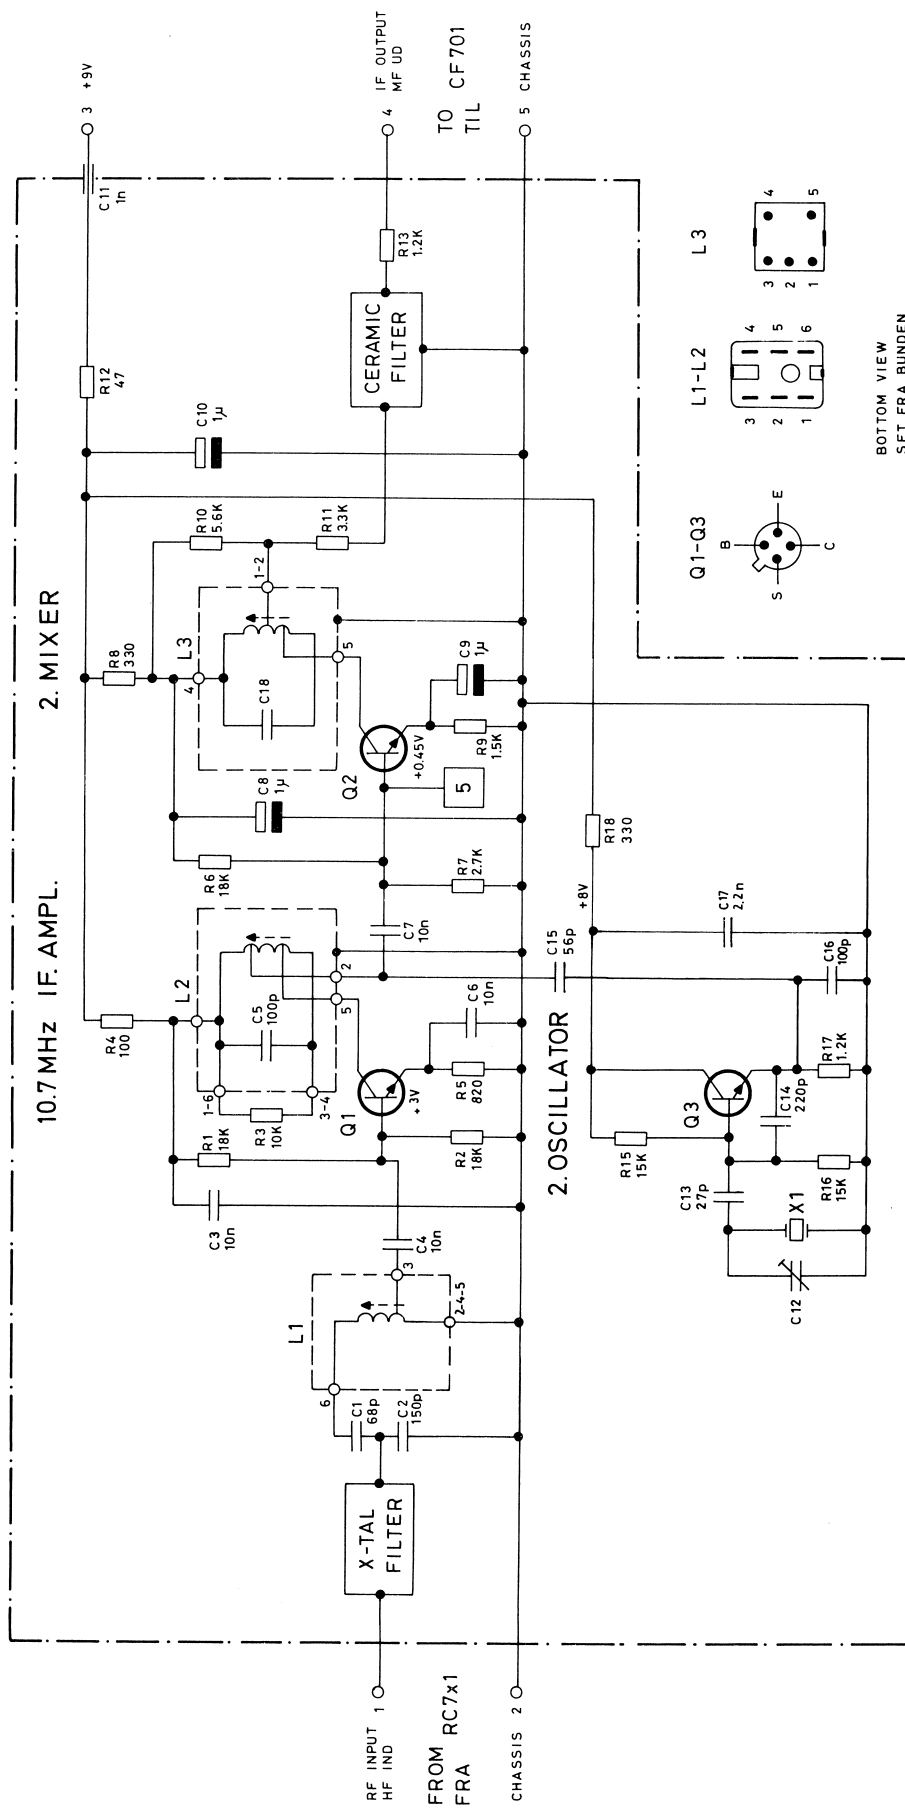 10.7 MHz IF. AMPL.
2. MIXER
3 +9V
C11
1n
R12
47
R4
100
R8
330
R10
5.6K
C10
1µ
L2
L3
4
1-2
R11
3.3K
C18
5
C5
100p
1-6
3-4
R3
10K
5
2
R1
18K
C3
10n
R6
18K
C8
1µ
Q1
+3V
Q2
+0.45V
5
C9
1µ
R9
1.5K
C7
10n
R7
2.7K
C6
10n
R5
820
R2
18K
CERAMIC
FILTER
R13
1.2K
4
IF OUTPUT
MF UD
TO CF701
TIL
5 CHASSIS
L1
6
3
2-4-5
C4
10n
C1
68p
C2
150p
X-TAL
FILTER
RF INPUT 1
HF IND
FROM RC7x1
FRA
CHASSIS 2
2. OSCILLATOR
C15
56p
+8V
R18
330
C17
2.2n
C16
100p
R15
15K
Q3
C14
220p
R17
1.2K
C13
27p
R16
15K
X1
C12
Q1-Q3
B
E
S
C
L1-L2
3
4
2
5
1
6
L3
3
4
2
1
5
BOTTOM VIEW
SET FRA BUNDEN